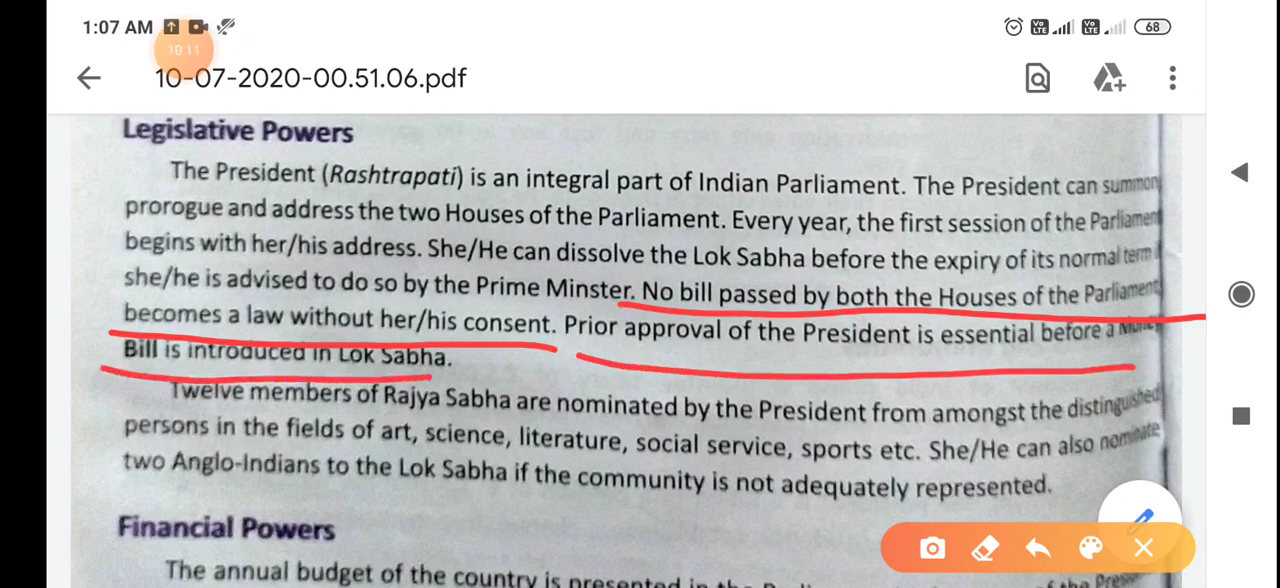 1:07 AM
68
10:11
10-07-2020-00.51.06.pdf
Legislative Powers
The President (Rashtrapati) is an integral part of Indian Parliament. The President can summon
prorogue and address the two Houses of the Parliament. Every year, the first session of the Parliament
begins with her/his address. She/He can dissolve the Lok Sabha before the expiry of its normal term
she/he is advised to do so by the Prime Minster. No bill passed by both the Houses of the Parliament
becomes a law without her/his consent. Prior approval of the President is essential before a
Bill is introduced in Lok Sabha.
Twelve members of Rajya Sabha are nominated by the President from amongst the distinguished
persons in the fields of art, science, literature, social service, sports etc. She/He can also nominate
two Anglo-Indians to the Lok Sabha if the community is not adequately represented.
Financial Powers
The annual budget of the country is presented in the